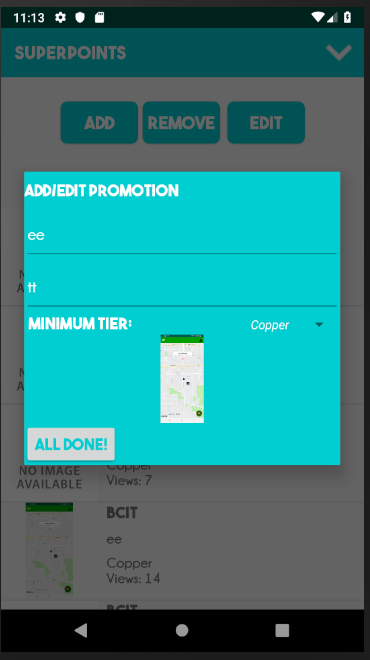 11:13
SUPERPOINTS
ADD REMOVE EDIT
ADD/EDIT PROMOTION
ee
tt
MINIMUM TIER: Copper
ALL DONE!
NO IMAGE
AVAILABLE
Copper
Views: 7
BCIT
ee
Copper
Views: 14
BCIT